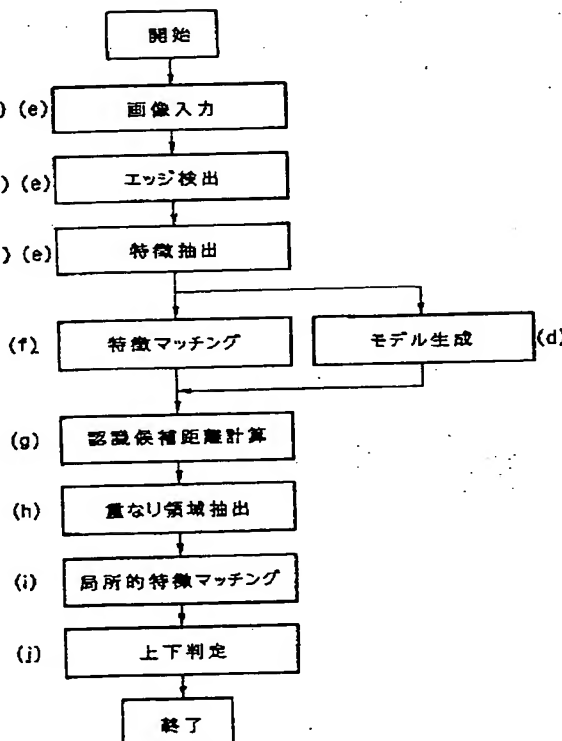 開始
) (e) 画像入力
) (e) エッジ検出
) (e) 特徴抽出
(f) 特徴マッチング モデル生成 (d)
(g) 認識候補距離計算
(h) 重なり領域抽出
(i) 局所的特徴マッチング
(j) 上下判定
終了